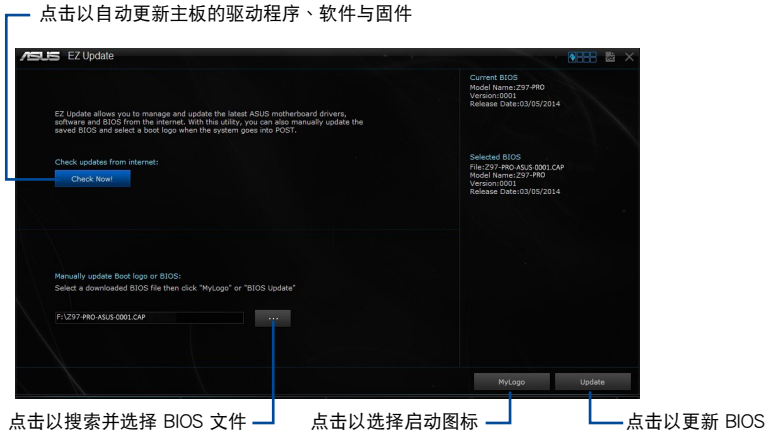 点击以自动更新主板的驱动程序、软件与固件
ASUS EZ Update
EZ Update allows you to manage and update the latest ASUS motherboard drivers,
software and BIOS from the internet. With this utility, you can also manually update the
saved BIOS and select a boot logo when the system goes into POST.
Check updates from internet:
Check Now!
Current BIOS
Model Name:Z97-PRO
Version:0001
Release Date:03/05/2014
Selected BIOS
File:Z97-PRO-ASUS-0001.CAP
Model Name:Z97-PRO
Version:0001
Release Date:03/05/2014
Manually update Boot logo or BIOS:
Select a downloaded BIOS file then click "MyLogo" or "BIOS Update"
F:\Z97-PRO-ASUS-0001.CAP
...
MyLogo
Update
点击以搜索并选择 BIOS 文件
点击以选择启动图标
点击以更新 BIOS